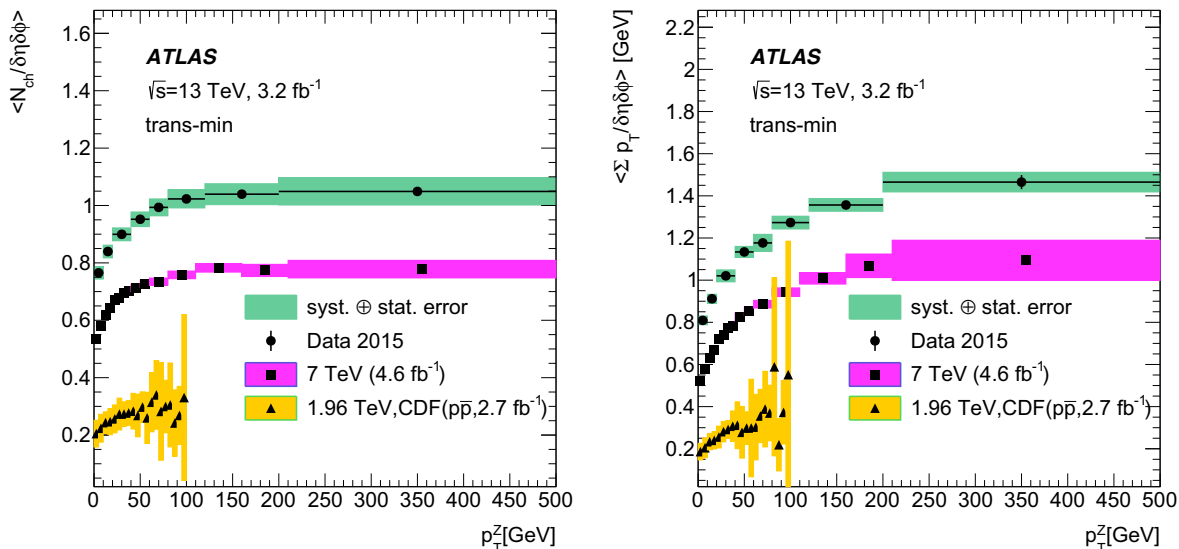 <N_ch/δηδφ>
1.6
1.4
1.2
1
0.8
0.6
0.4
0.2
ATLAS
√s=13 TeV, 3.2 fb⁻¹
trans-min
syst. ⊕ stat. error
Data 2015
7 TeV (4.6 fb⁻¹)
1.96 TeV,CDF(pp̅,2.7 fb⁻¹)
0 50 100 150 200 250 300 350 400 450 500
p_T^Z[GeV]
<Σ p_T/δηδφ> [GeV]
2.2
2
1.8
1.6
1.4
1.2
1
0.8
0.6
0.4
0.2
ATLAS
√s=13 TeV, 3.2 fb⁻¹
trans-min
syst. ⊕ stat. error
Data 2015
7 TeV (4.6 fb⁻¹)
1.96 TeV,CDF(pp̅,2.7 fb⁻¹)
0 50 100 150 200 250 300 350 400 450 500
p_T^Z[GeV]